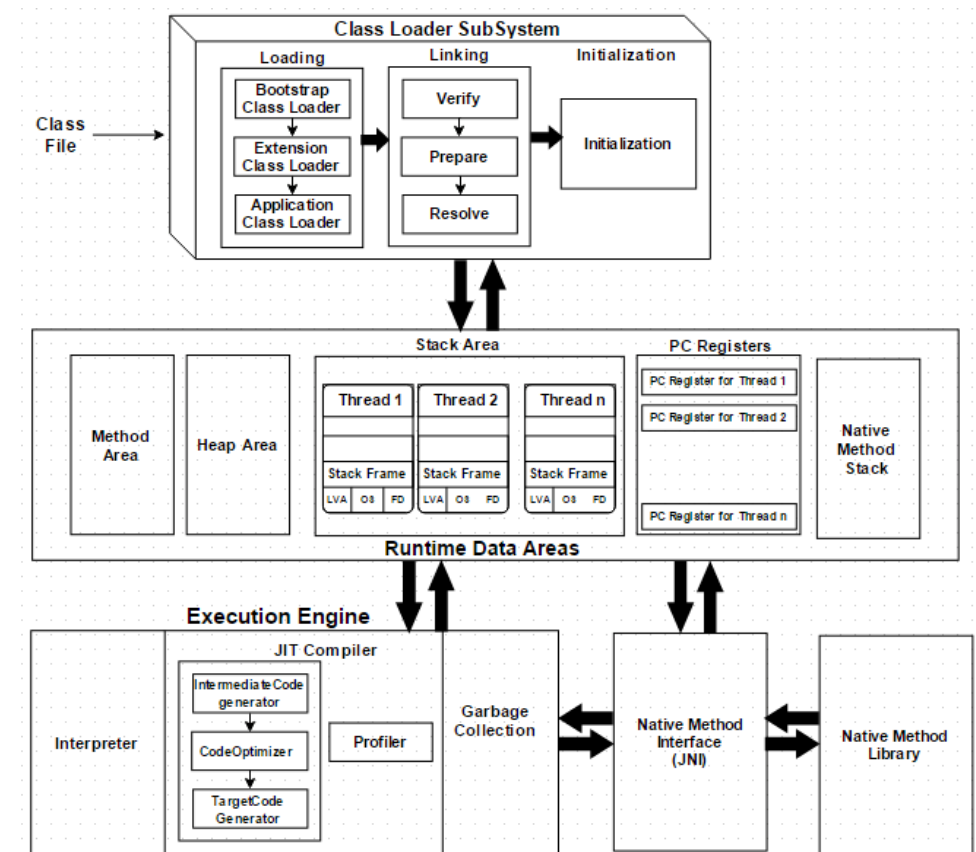 Class Loader SubSystem
Loading
Linking
Initialization
Bootstrap
Class Loader
Extension
Class Loader
Application
Class Loader
Verify
Prepare
Resolve
Initialization
Class
File
Stack Area
PC Registers
Method
Area
Heap Area
Thread 1
Stack Frame
LVA OS FD
Thread 2
Stack Frame
LVA OS FD
Thread n
Stack Frame
LVA OS FD
PC Register for Thread 1
PC Register for Thread 2
PC Register for Thread n
Native
Method
Stack
Runtime Data Areas
Execution Engine
Interpreter
JIT Compiler
IntermediateCode
generator
CodeOptimizer
TargetCode
Generator
Profiler
Garbage
Collection
Native Method
Interface
(JNI)
Native Method
Library